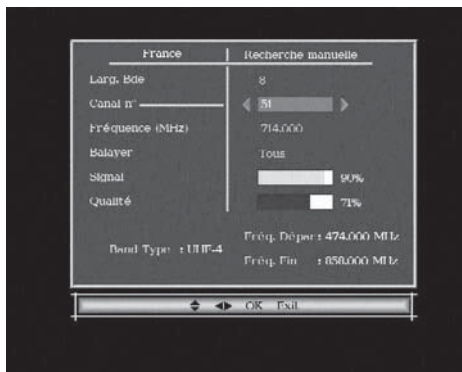 France Recherche manuelle
Larg. Bde 8
Canal n° 51
Fréquence (MHz) 714.000
Balayer Tous
Signal 90%
Qualité 71%
Fréq. Dépar : 474.000 MHz
Band Type : UHF-4
Fréq. Fin : 858.000 MHz
OK Exit